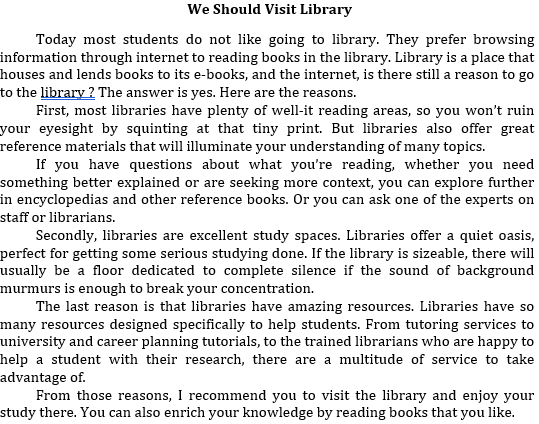 We Should Visit Library
Today most students do not like going to library. They prefer browsing
information through internet to reading books in the library. Library is a place that
houses and lends books to its e-books, and the internet, is there still a reason to go
to the library ? The answer is yes. Here are the reasons.
First, most libraries have plenty of well-it reading areas, so you won't ruin
your eyesight by squinting at that tiny print. But libraries also offer great
reference materials that will illuminate your understanding of many topics.
If you have questions about what you're reading, whether you need
something better explained or are seeking more context, you can explore further
in encyclopedias and other reference books. Or you can ask one of the experts on
staff or librarians.
Secondly, libraries are excellent study spaces. Libraries offer a quiet oasis,
perfect for getting some serious studying done. If the library is sizeable, there will
usually be a floor dedicated to complete silence if the sound of background
murmurs is enough to break your concentration.
The last reason is that libraries have amazing resources. Libraries have so
many resources designed specifically to help students. From tutoring services to
university and career planning tutorials, to the trained librarians who are happy to
help a student with their research, there are a multitude of service to take
advantage of.
From those reasons, I recommend you to visit the library and enjoy your
study there. You can also enrich your knowledge by reading books that you like.